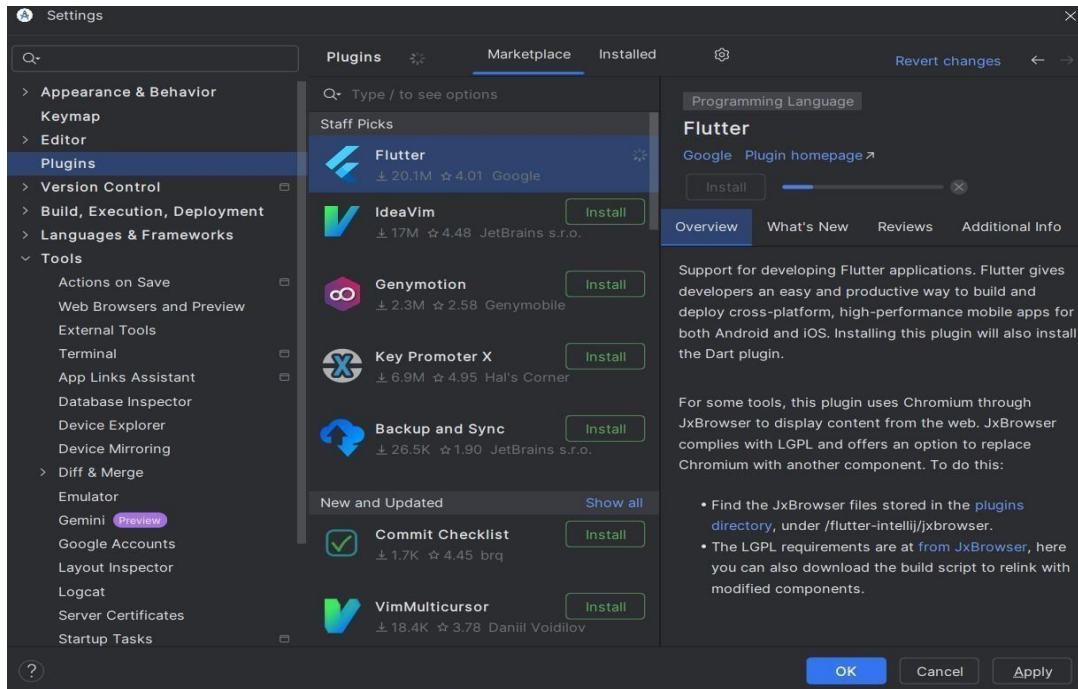 Settings
Appearance & Behavior
Keymap
Editor
Plugins
Version Control
Build, Execution, Deployment
Languages & Frameworks
Tools
Actions on Save
Web Browsers and Preview
External Tools
Terminal
App Links Assistant
Database Inspector
Device Explorer
Device Mirroring
Diff & Merge
Emulator
Gemini Preview
Google Accounts
Layout Inspector
Logcat
Server Certificates
Startup Tasks
?
Plugins Marketplace Installed
Revert changes
Type / to see options
Staff Picks
Flutter
20.1M 4.01 Google
IdeaVim Install
17M 4.48 JetBrains s.r.o.
Genymotion Install
2.3M 2.58 Genymobile
Key Promoter X Install
6.9M 4.95 Hal's Corner
Backup and Sync Install
26.5K 1.90 JetBrains s.r.o.
New and Updated Show all
Commit Checklist Install
1.7K 4.45 brq
VimMulticursor Install
18.4K 3.78 Daniil Voidilov
Programming Language
Flutter
Google Plugin homepage
Install
Overview What's New Reviews Additional Info
Support for developing Flutter applications. Flutter gives
developers an easy and productive way to build and
deploy cross-platform, high-performance mobile apps for
both Android and iOS. Installing this plugin will also install
the Dart plugin.
For some tools, this plugin uses Chromium through
JxBrowser to display content from the web. JxBrowser
complies with LGPL and offers an option to replace
Chromium with another component. To do this:
• Find the JxBrowser files stored in the plugins
directory, under /flutter-intellij/jxbrowser.
• The LGPL requirements are at from JxBrowser, here
you can also download the build script to relink with
modified components.
OK Cancel Apply